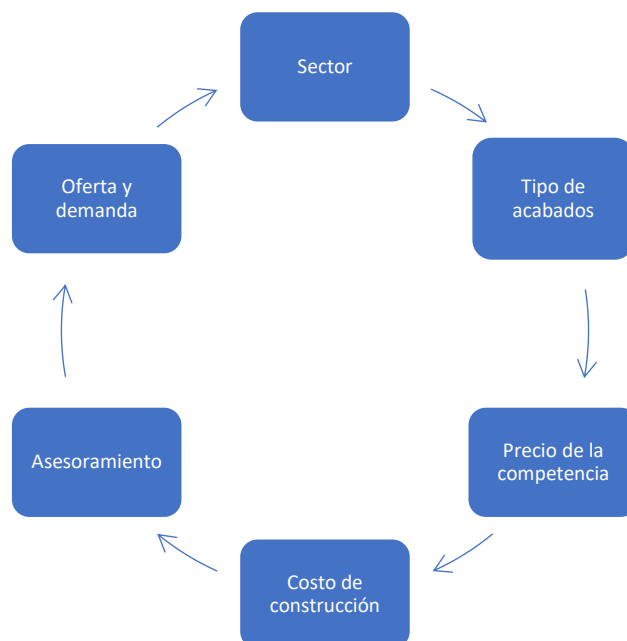 Sector
Tipo de
acabados
Precio de la
competencia
Costo de
construcción
Asesoramiento
Oferta y
demanda